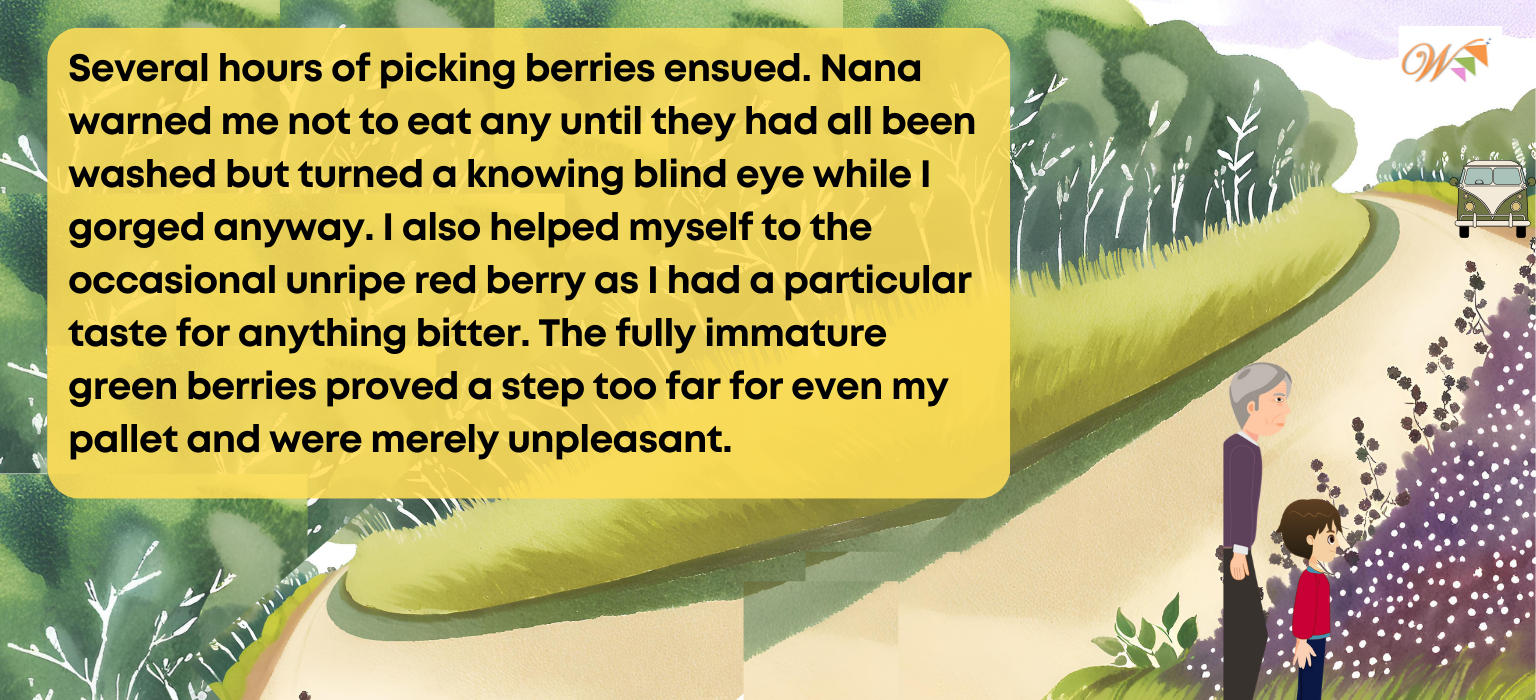 Several hours of picking berries ensued. Nana
warned me not to eat any until they had all been
washed but turned a knowing blind eye while I
gorged anyway. I also helped myself to the
occasional unripe red berry as I had a particular
taste for anything bitter. The fully immature
green berries proved a step too far for even my
pallet and were merely unpleasant.
W